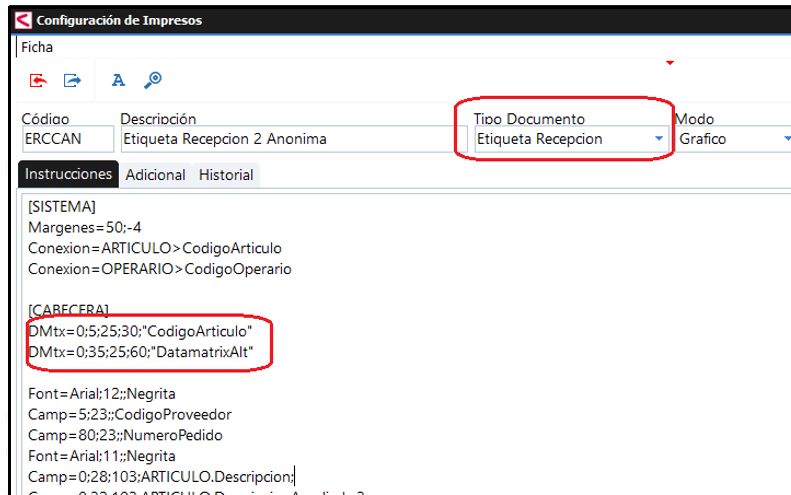 Configuración de Impresos
Ficha
A
Código Descripción Tipo Documento Modo
ERCCAN Etiqueta Recepcion 2 Anonima Etiqueta Recepcion Grafico
Instrucciones Adicional Historial
[SISTEMA]
Margenes=50;-4
Conexion=ARTICULO>CodigoArticulo
Conexion=OPERARIO>CodigoOperario
[CABECERA]
DMtx=0;5;25;30;"CodigoArticulo"
DMtx=0;35;25;60;"DatamatrixAlt"
Font=Arial;12;;Negrita
Camp=5;23;;CodigoProveedor
Camp=80;23;;NumeroPedido
Font=Arial;11;;Negrita
Camp=0;28;103;ARTICULO.Descripcion;